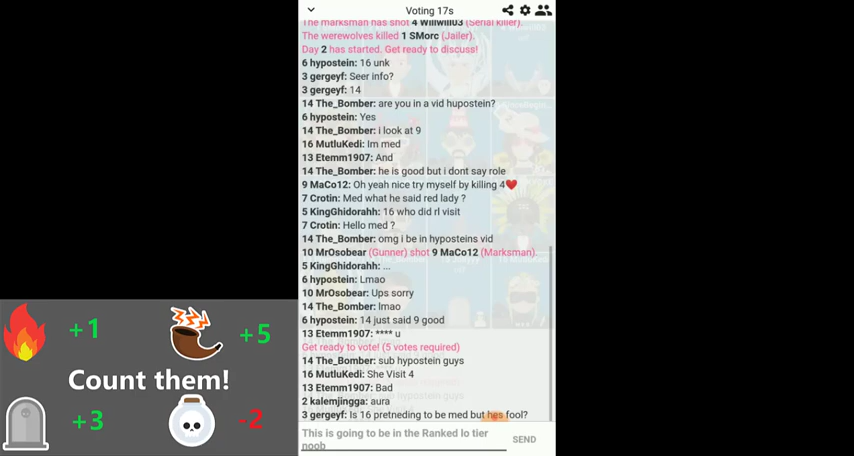 Voting 17s
The marksman has shot 4 Willwill03 (Serial killer).
The werewolves killed 1 SMorc (Jailer).
Day 2 has started. Get ready to discuss!
6 hypostein: 16 unk
3 gergeyf: Seer info?
3 gergeyf: 14
14 The_Bomber: are you in a vid hupostein?
6 hypostein: Yes
14 The_Bomber: i look at 9
16 MutluKedi: Im med
13 Etemm1907: And
14 The_Bomber: he is good but i dont say role
9 MaCo12: Oh yeah nice try myself by killing 4❤️
7 Crotin: Med what he said red lady ?
5 KingGhidorahh: 16 who did rl visit
7 Crotin: Hello med ?
14 The_Bomber: omg i be in hyposteins vid
10 MrOsobear (Gunner) shot 9 MaCo12 (Marksman).
5 KingGhidorahh: ...
6 hypostein: Lmao
10 MrOsobear: Ups sorry
14 The_Bomber: lmao
6 hypostein: 14 just said 9 good
13 Etemm1907: **** u
Get ready to vote! (5 votes required)
14 The_Bomber: sub hypostein guys
16 MutluKedi: She Visit 4
13 Etemm1907: Bad
2 kalemjingga: aura
3 gergeyf: Is 16 pretneding to be med but hes fool?
This is going to be in the Ranked lo tier
noob
SEND
+1
+5
Count them!
+3
-2